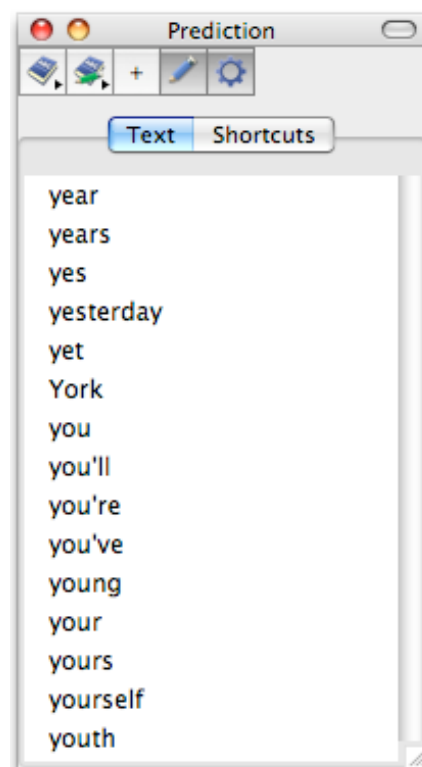 Prediction
+
Text Shortcuts
year
years
yes
yesterday
yet
York
you
you'll
you're
you've
young
your
yours
yourself
youth